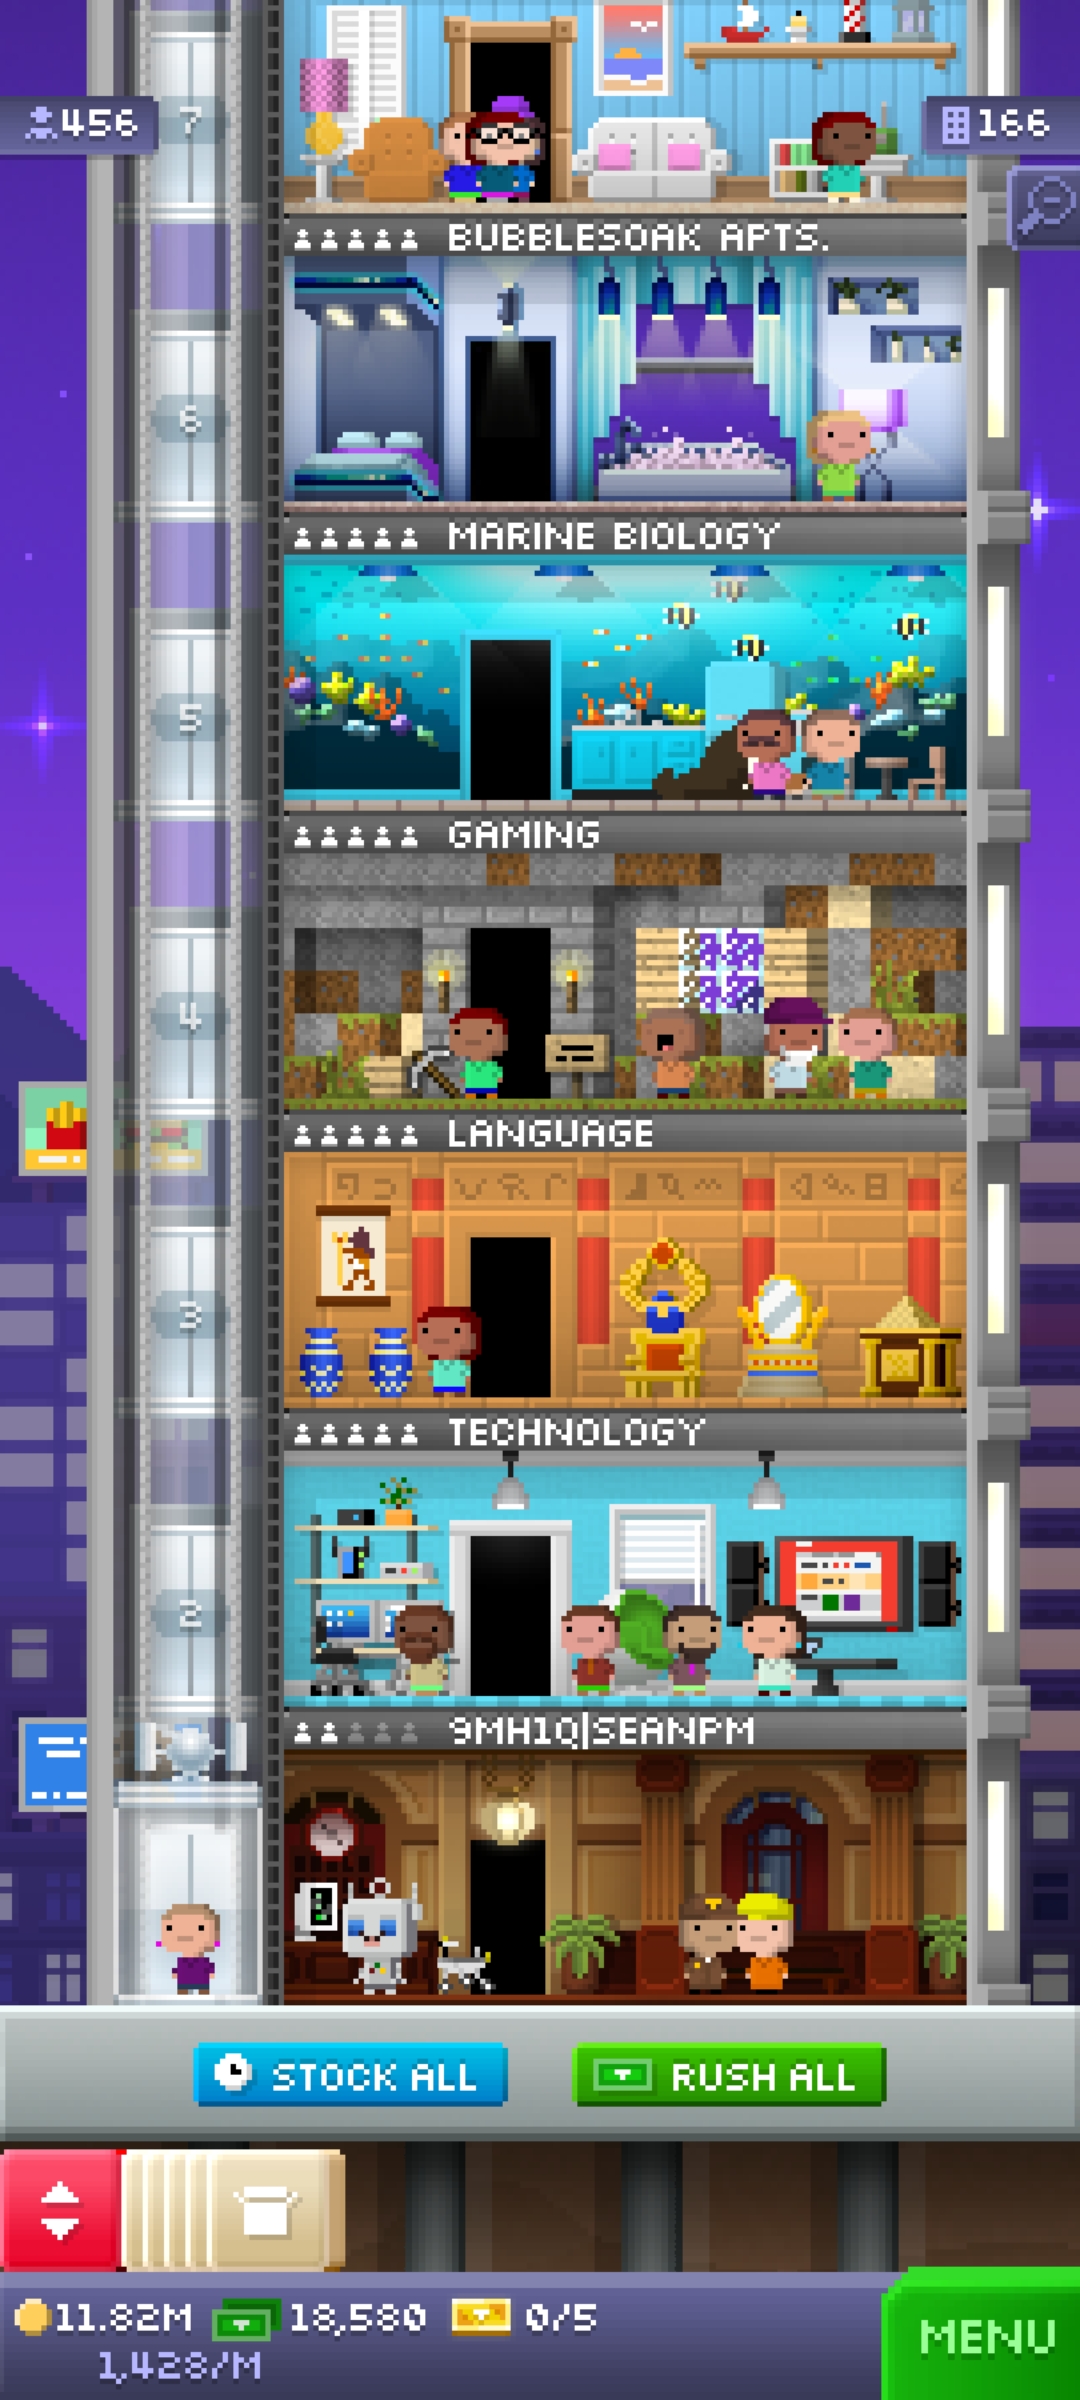 7
456
166
BUBBLESOAK APTS.
6
MARINE BIOLOGY
5
GAMING
4
LANGUAGE
3
TECHNOLOGY
2
9MH1Q|SEANPM
STOCK ALL
RUSH ALL
11.82M
18,580
0/5
1,428/M
MENU